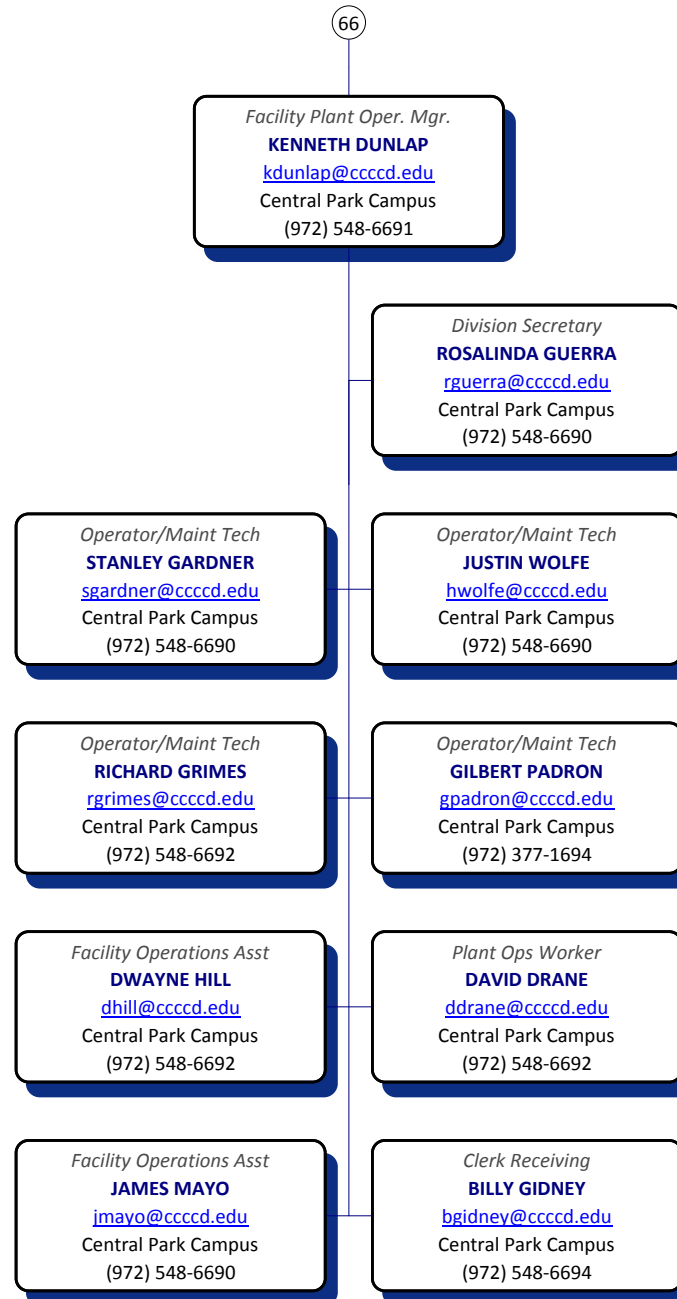 66
Facility Plant Oper. Mgr.
KENNETH DUNLAP
kdunlap@ccccd.edu
Central Park Campus
(972) 548-6691
Division Secretary
ROSALINDA GUERRA
rguerra@ccccd.edu
Central Park Campus
(972) 548-6690
Operator/Maint Tech
STANLEY GARDNER
sgardner@ccccd.edu
Central Park Campus
(972) 548-6690
Operator/Maint Tech
JUSTIN WOLFE
hwolfe@ccccd.edu
Central Park Campus
(972) 548-6690
Operator/Maint Tech
RICHARD GRIMES
rgrimes@ccccd.edu
Central Park Campus
(972) 548-6692
Operator/Maint Tech
GILBERT PADRON
gpadron@ccccd.edu
Central Park Campus
(972) 377-1694
Facility Operations Asst
DWAYNE HILL
dhill@ccccd.edu
Central Park Campus
(972) 548-6692
Plant Ops Worker
DAVID DRANE
ddrane@ccccd.edu
Central Park Campus
(972) 548-6692
Facility Operations Asst
JAMES MAYO
jmayo@ccccd.edu
Central Park Campus
(972) 548-6690
Clerk Receiving
BILLY GIDNEY
bgidney@ccccd.edu
Central Park Campus
(972) 548-6694